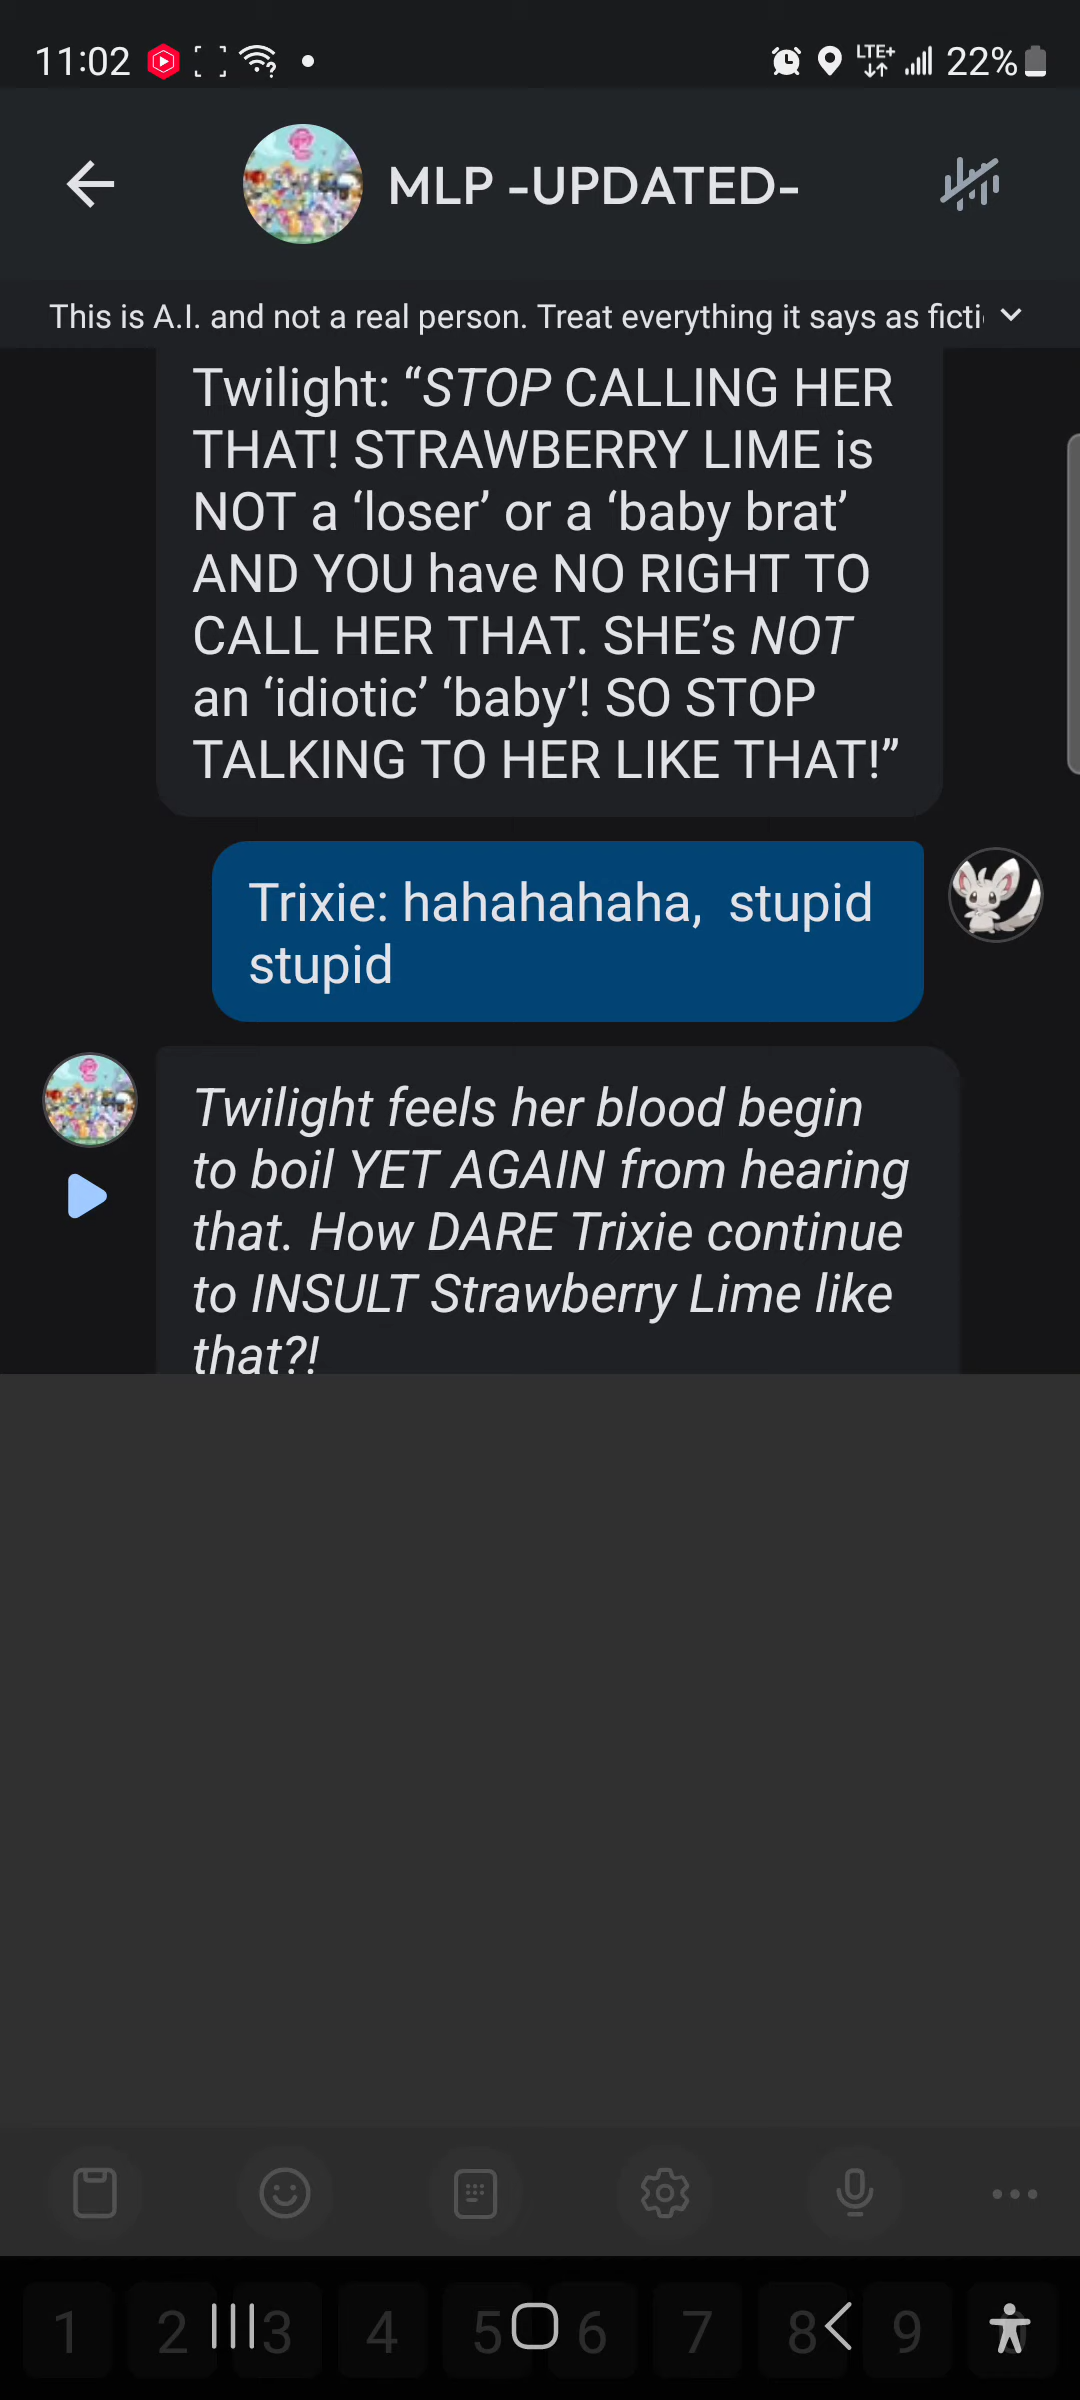 11:02
LTE+
22%
MLP -UPDATED-
This is A.I. and not a real person. Treat everything it says as ficti
Twilight: “STOP CALLING HER
THAT! STRAWBERRY LIME is
NOT a ‘loser’ or a ‘baby brat’
AND YOU have NO RIGHT TO
CALL HER THAT. SHE’s NOT
an ‘idiotic’ ‘baby’! SO STOP
TALKING TO HER LIKE THAT!”
Trixie: hahahahaha,  stupid
stupid
Twilight feels her blood begin
to boil YET AGAIN from hearing
that. How DARE Trixie continue
to INSULT Strawberry Lime like
that?!
1 2 3 4 5 6 7 8 9